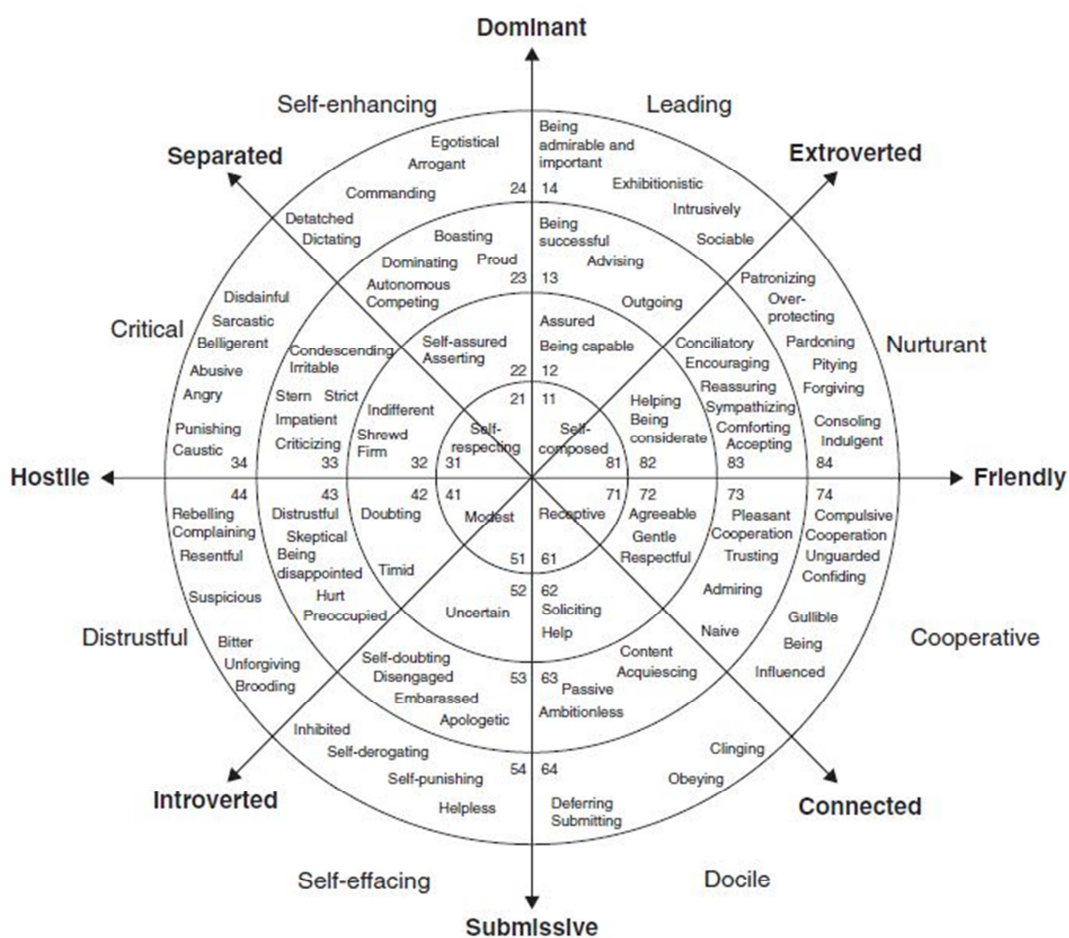 Dominant
Self-enhancing
Leading
Separated
Extroverted
Egotistical
Arrogant
Commanding
Detatched
Dictating
24
14
Being
admirable and
important
Exhibitionistic
Intrusively
Sociable
Boasting
Dominating
Proud
Autonomous
Competing
23
13
Being
successful
Advising
Outgoing
Patronizing
Over-
protecting
Pardoning
Pitying
Forgiving
Consoling
Indulgent
Critical
Nurturant
Disdainful
Sarcastic
Belligerent
Abusive
Angry
Punishing
Caustic
34
Condescending
Irritable
Stern Strict
Impatient
Criticizing
33
Self-assured
Asserting
22
12
Assured
Being capable
Conciliatory
Encouraging
Reassuring
Sympathizing
Comforting
Accepting
83
84
Indifferent
Shrewd
Firm
32
21
11
Self-
respecting
31
Self-
composed
81
Helping
Being
considerate
82
Hostile
Friendly
44
Rebelling
Complaining
Resentful
Suspicious
Bitter
Unforgiving
Brooding
43
Distrustful
Skeptical
Being
disappointed
Hurt
Preoccupied
42
Doubting
Timid
41
Modest
51
71
Receptive
61
72
Agreeable
Gentle
Respectful
73
Pleasant
Cooperation
Trusting
Admiring
Naive
74
Compulsive
Cooperation
Unguarded
Confiding
Gullible
Being
Influenced
Distrustful
Cooperative
52
Uncertain
62
Soliciting
Help
Self-doubting
Disengaged
Embarassed
Apologetic
53
63
Content
Acquiescing
Passive
Ambitionless
Inhibited
Self-derogating
Self-punishing
Helpless
54
64
Clinging
Obeying
Deferring
Submitting
Introverted
Connected
Self-effacing
Docile
Submissive